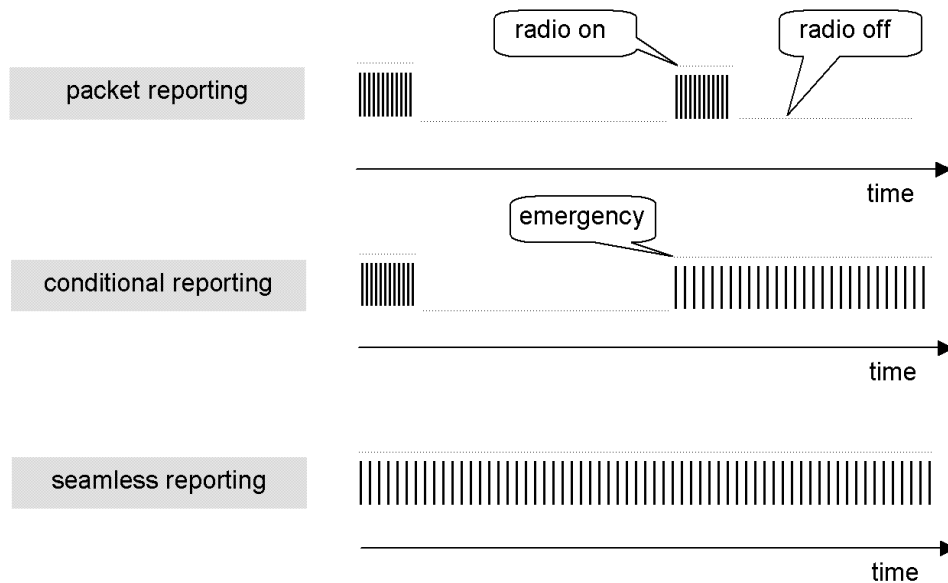 radio on
radio off
packet reporting
time
emergency
conditional reporting
time
seamless reporting
time